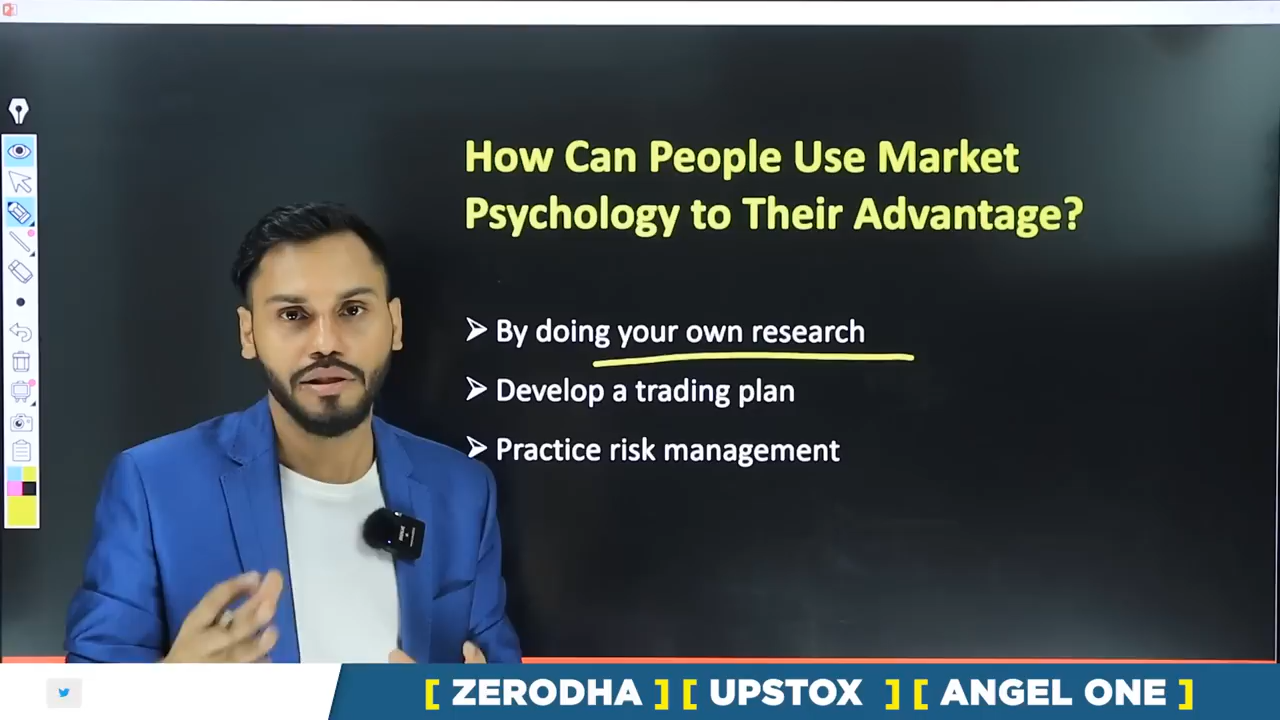 How Can People Use Market
Psychology to Their Advantage?
➢ By doing your own research
➢ Develop a trading plan
➢ Practice risk management
[ ZERODHA ] [ UPSTOX ] [ ANGEL ONE ]